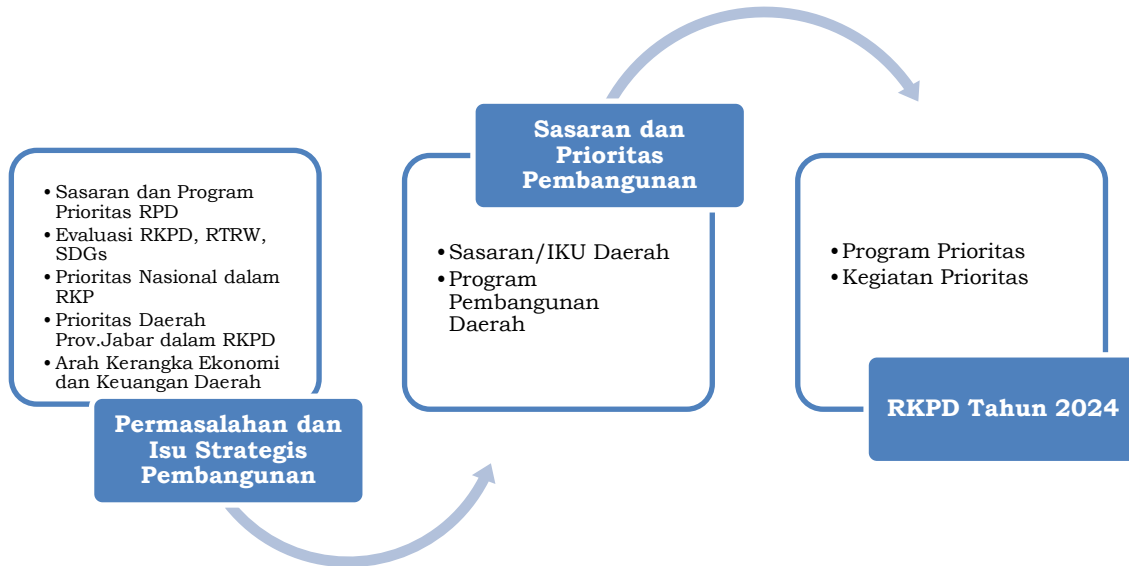 • Sasaran dan Program
Prioritas RPD
• Evaluasi RKPD, RTRW,
SDGs
• Prioritas Nasional dalam
RKP
• Prioritas Daerah
Prov.Jabar dalam RKPD
• Arah Kerangka Ekonomi
dan Keuangan Daerah
Permasalahan dan
Isu Strategis
Pembangunan
Sasaran dan
Prioritas
Pembangunan
• Sasaran/IKU Daerah
• Program
Pembangunan
Daerah
• Program Prioritas
• Kegiatan Prioritas
RKPD Tahun 2024